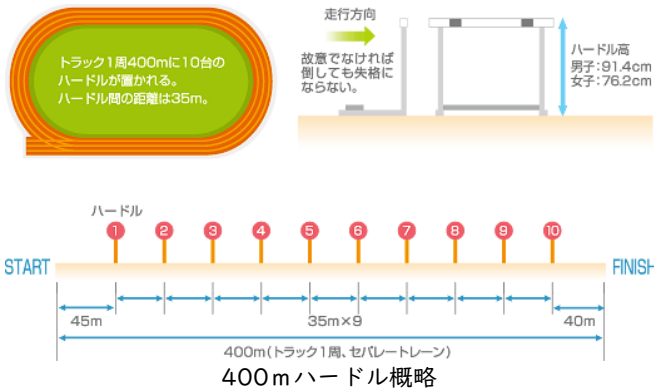 トラック1周400mに10台の
ハードルが置かれる。
ハードル間の距離は35m。
走行方向
故意でなければ
倒しても失格に
ならない。
ハードル高
男子：91.4cm
女子：76.2cm
ハードル
1 2 3 4 5 6 7 8 9 10
START FINISH
45m 35m×9 40m
400m（トラック1周、セパレートレーン）
400ｍハードル概略